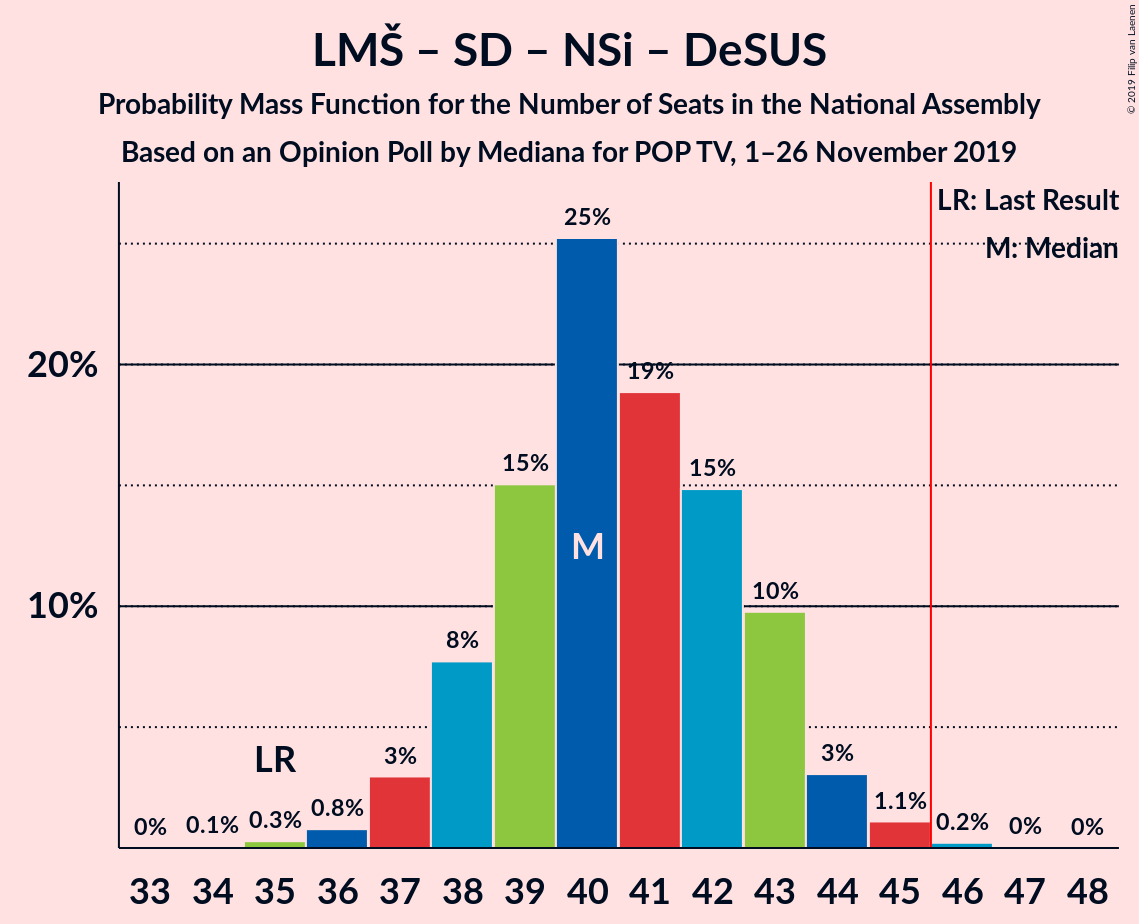 LMŠ – SD – NSi – DeSUS
Probability Mass Function for the Number of Seats in the National Assembly
Based on an Opinion Poll by Mediana for POP TV, 1–26 November 2019
© 2019 Filip van Laenen
LR: Last Result
M: Median
20%
10%
0%
0.1%
0.3%
0.8%
3%
8%
15%
25%
19%
15%
10%
3%
1.1%
0.2%
0%
0%
LR
M
33 34 35 36 37 38 39 40 41 42 43 44 45 46 47 48